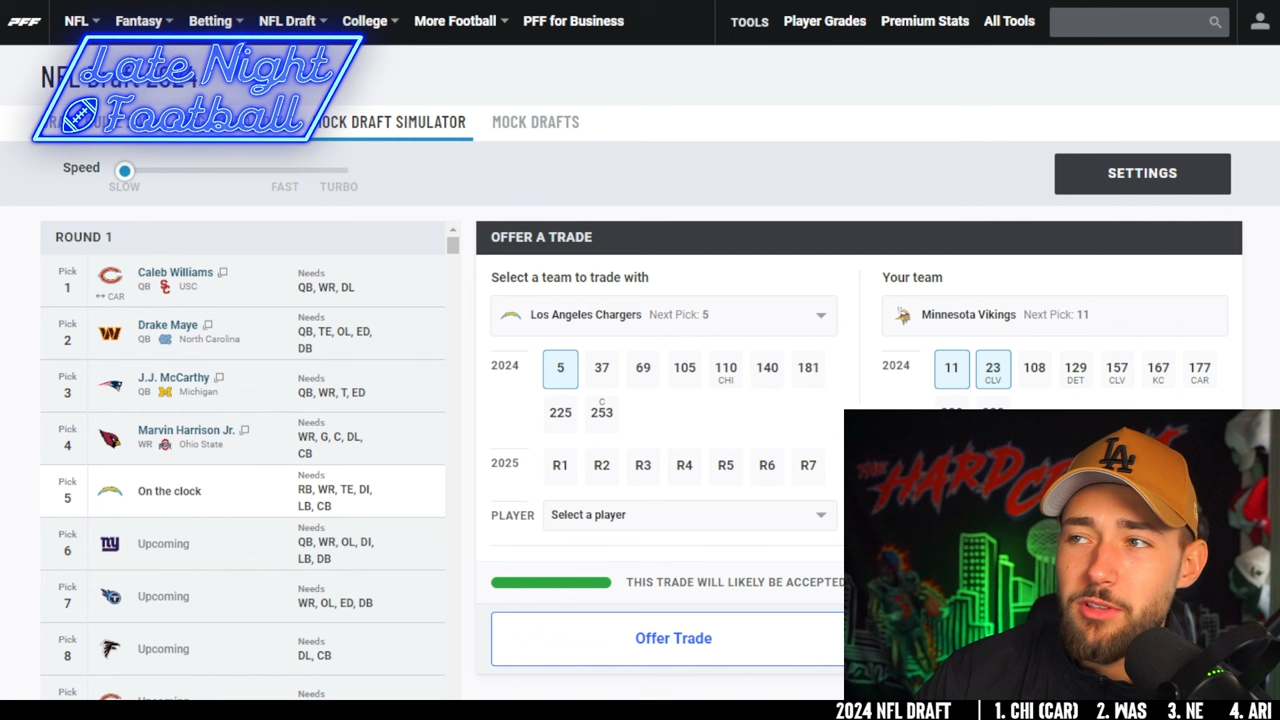 PFF
NFL
Fantasy
Betting
NFL Draft
College
More Football
PFF for Business
TOOLS
Player Grades
Premium Stats
All Tools
NFL Draft 2024
Late Night
Football
MOCK DRAFT SIMULATOR
MOCK DRAFTS
Speed
SLOW
FAST
TURBO
SETTINGS
ROUND 1
Pick
1
↔ CAR
Caleb Williams
QB USC
Needs
QB, WR, DL
Pick
2
Drake Maye
QB North Carolina
Needs
QB, TE, OL, ED,
DB
Pick
3
J.J. McCarthy
QB Michigan
Needs
QB, WR, T, ED
Pick
4
Marvin Harrison Jr.
WR Ohio State
Needs
WR, G, C, DL,
CB
Pick
5
On the clock
Needs
RB, WR, TE, DI,
LB, CB
Pick
6
Upcoming
Needs
QB, WR, OL, DI,
LB, DB
Pick
7
Upcoming
Needs
WR, OL, ED, DB
Pick
8
Upcoming
Needs
DL, CB
Pick
Needs
OFFER A TRADE
Select a team to trade with
Los Angeles Chargers Next Pick: 5
2024
5 37 69 105 110 140 181
CHI
225 253
C
2025
R1 R2 R3 R4 R5 R6 R7
PLAYER
Select a player
THIS TRADE WILL LIKELY BE ACCEPTED
Offer Trade
Your team
Minnesota Vikings Next Pick: 11
2024
11 23 108 129 157 167 177
CLV DET CLV KC CAR
THE HARDCO
LA
2024 NFL DRAFT | 1. CHI (CAR) 2. WAS 3. NE 4. ARI